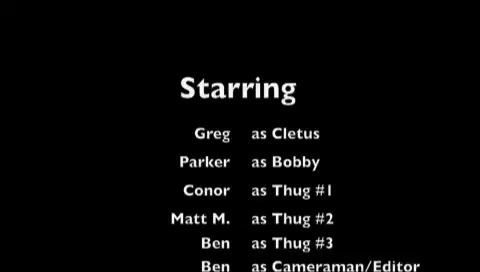 Starring
Greg as Cletus
Parker as Bobby
Conor as Thug #1
Matt M. as Thug #2
Ben as Thug #3
Ben as Cameraman/Editor